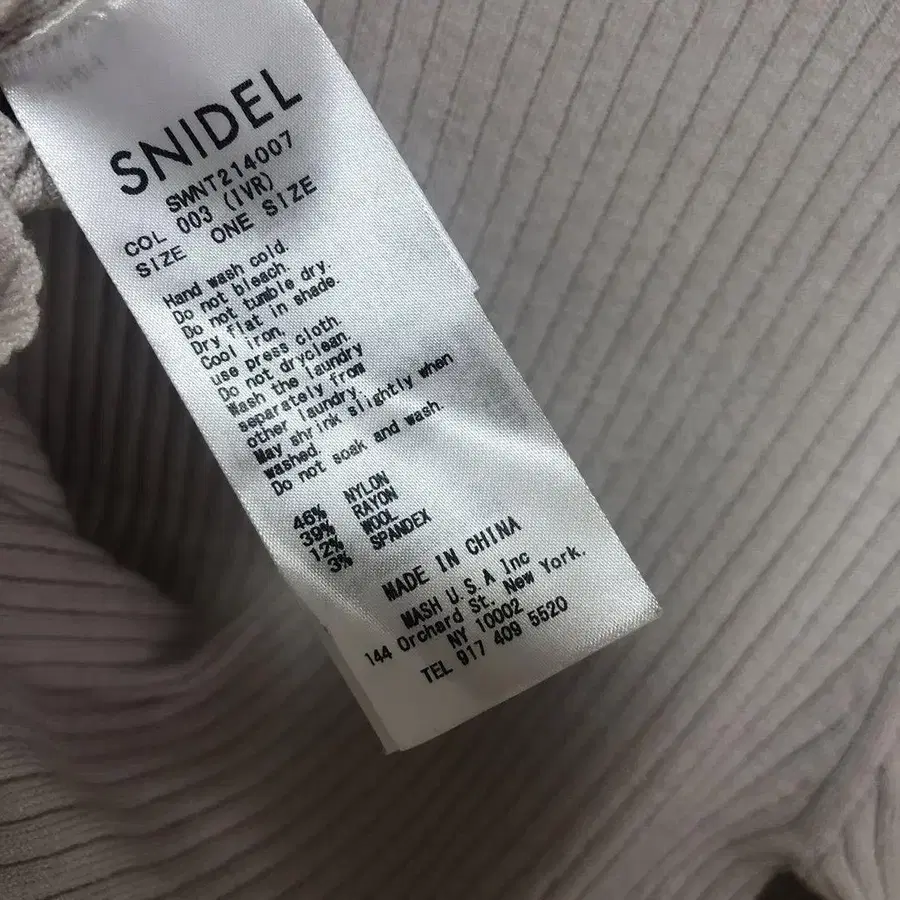 SNIDEL
SWNT214007
COL 003 (IVR)
SIZE ONE SIZE
Hand wash cold.
Do not bleach.
Do not tumble dry.
Dry flat in shade.
Cool iron.
use press cloth.
Do not dryclean.
Wash the laundry
separately from
other laundry.
May shrink slightly when
washed.
Do not soak and wash.
46% NYLON
39% RAYON
12% WOOL
3% SPANDEX
MADE IN CHINA
MASH U.S.A Inc
144 Orchard St, New York.
NY 10002
TEL 917 409 5520